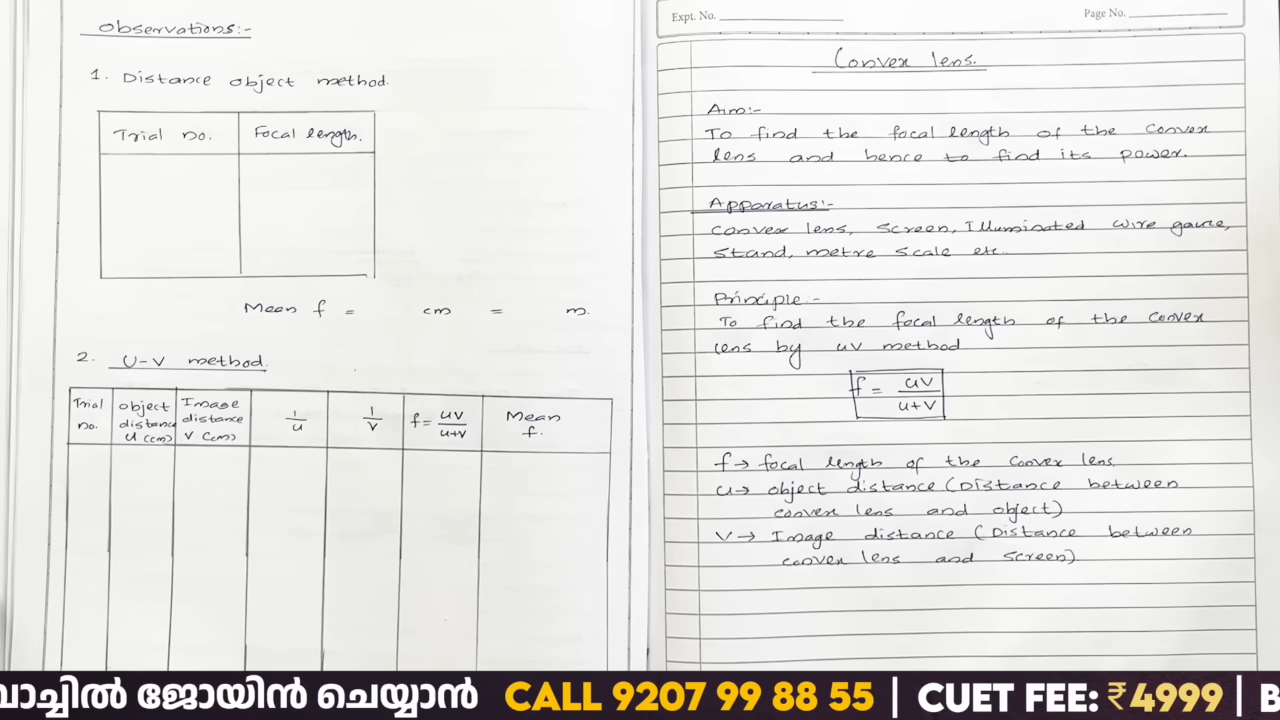 Observations:-
1. Distance object method.
Trial no.
Focal length.
Mean f = cm = m.
2. U-V method.
Trial no.
object distance u (cm)
Image distance v (cm)
1/u
1/v
f = uv/u+v
Mean f.
Expt. No.
Page No.
Convex lens.
Aim:-
To find the focal length of the convex
lens and hence to find its power.
Apparatus:-
Convex lens, screen, Illuminated wire gauze,
stand, metre scale etc.
Principle:-
To find the focal length of the convex
lens by uv method
f = uv/u+v
f→ focal length of the convex lens
u→ object distance (Distance between
convex lens and object)
v→ Image distance (Distance between
convex lens and screen)
ബാച്ചിൽ ജോയിൻ ചെയ്യാൻ CALL 9207 99 88 55 | CUET FEE: ₹4999 | B